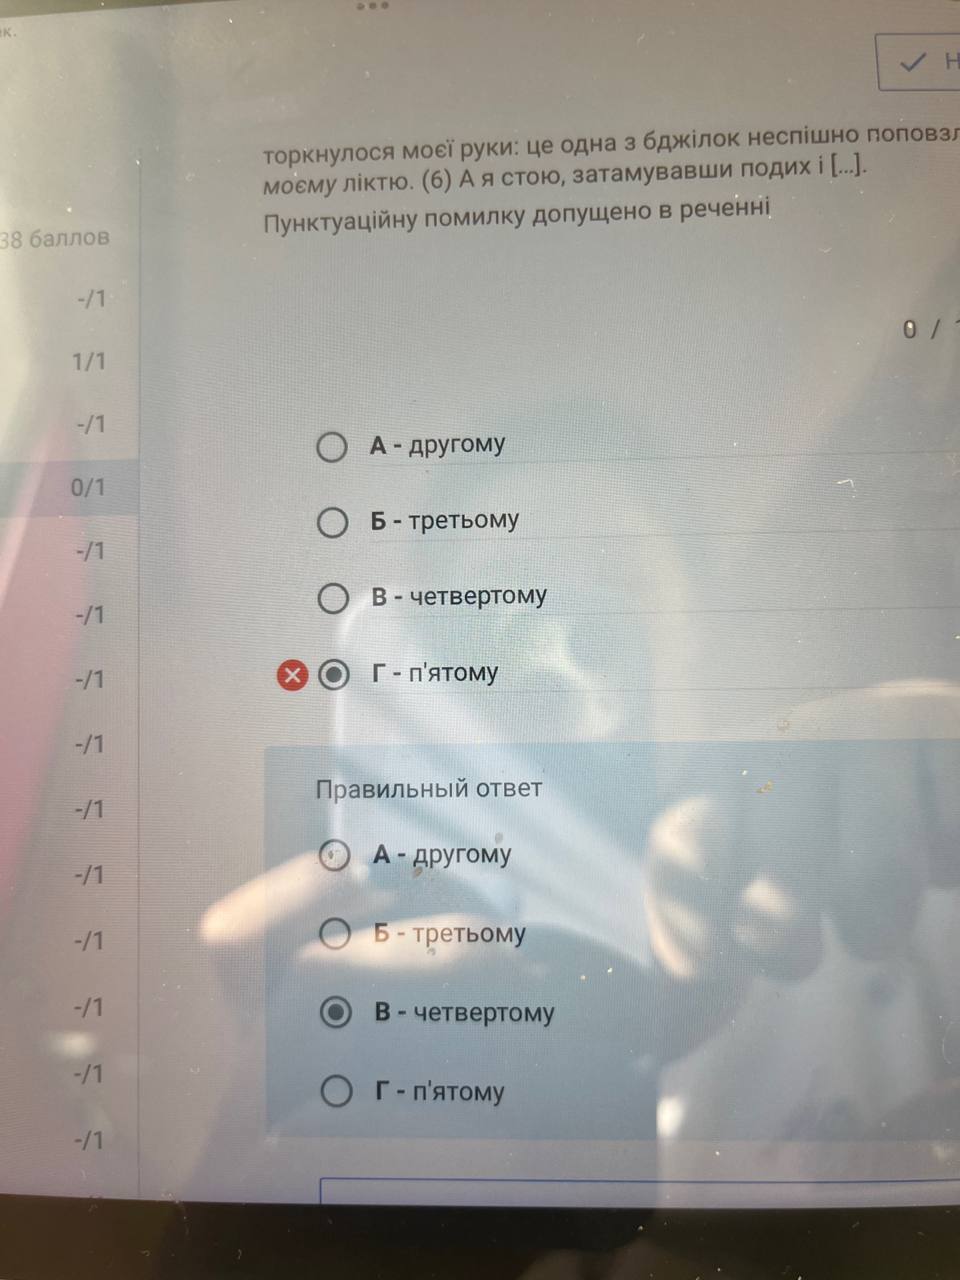 ик.
Н
торкнулося моєї руки: це одна з бджілок неспішно поповзл
моєму ліктю. (6) А я стою, затамувавши подих і [...].
Пунктуаційну помилку допущено в реченні
38 баллов
-/1
1/1
-/1
0/1
-/1
-/1
-/1
-/1
-/1
-/1
-/1
-/1
-/1
-/1
0 / 1
А - другому
Б - третьому
В - четвертому
Г - п'ятому
Правильный ответ
А - другому
Б - третьому
В - четвертому
Г - п'ятому